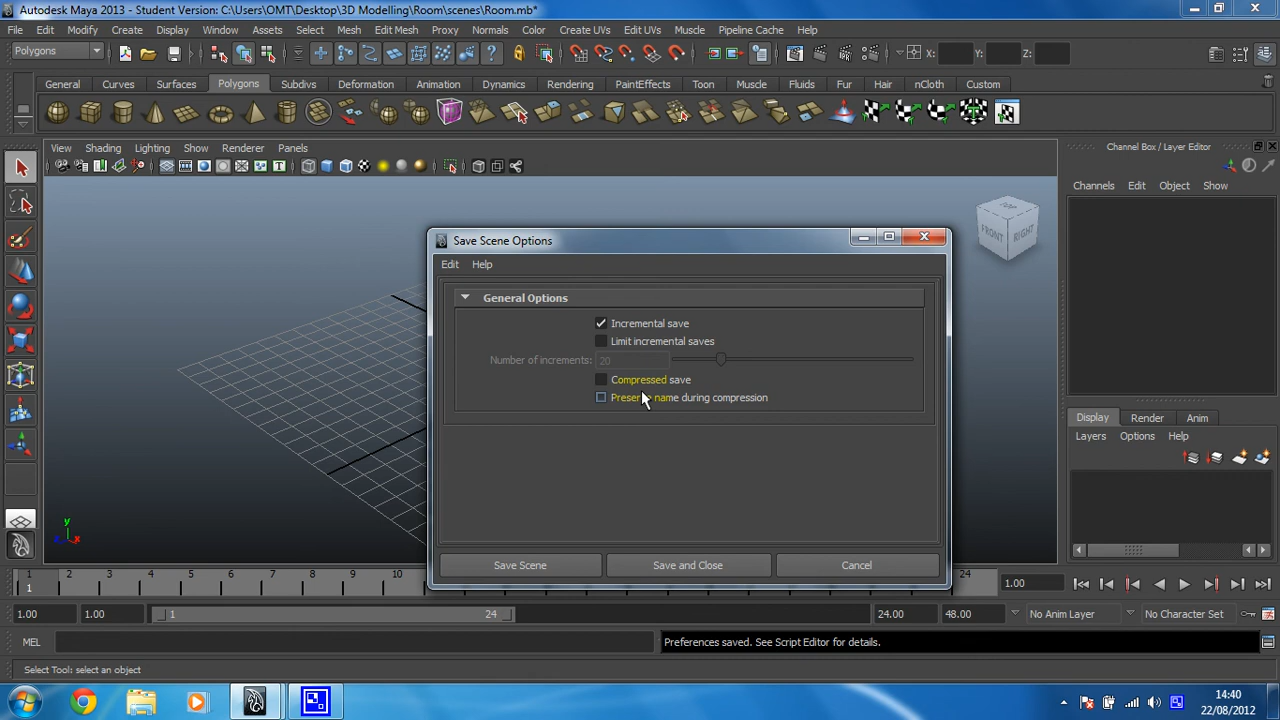 Autodesk Maya 2013 - Student Version: C:\Users\OMT\Desktop\3D Modelling\Room\scenes\Room.mb*
File Edit Modify Create Display Window Assets Select Mesh Edit Mesh Proxy Normals Color Create UVs Edit UVs Muscle Pipeline Cache Help
Polygons X: Y: Z:
General Curves Surfaces Polygons Subdivs Deformation Animation Dynamics Rendering PaintEffects Toon Muscle Fluids Fur Hair nCloth Custom
View Shading Lighting Show Renderer Panels
Channel Box / Layer Editor
Channels Edit Object Show
TOP
FRONT RIGHT
Save Scene Options
Edit Help
General Options
Incremental save
Limit incremental saves
Number of increments: 20
Compressed save
Preserve name during compression
Save Scene Save and Close Cancel
Display Render Anim
Layers Options Help
y
x
1 2 3 4 5 6 7 8 9 10 24 1.00
1
1.00 1.00 1 24 24.00 48.00 No Anim Layer No Character Set
MEL Preferences saved. See Script Editor for details.
Select Tool: select an object
14:40
22/08/2012